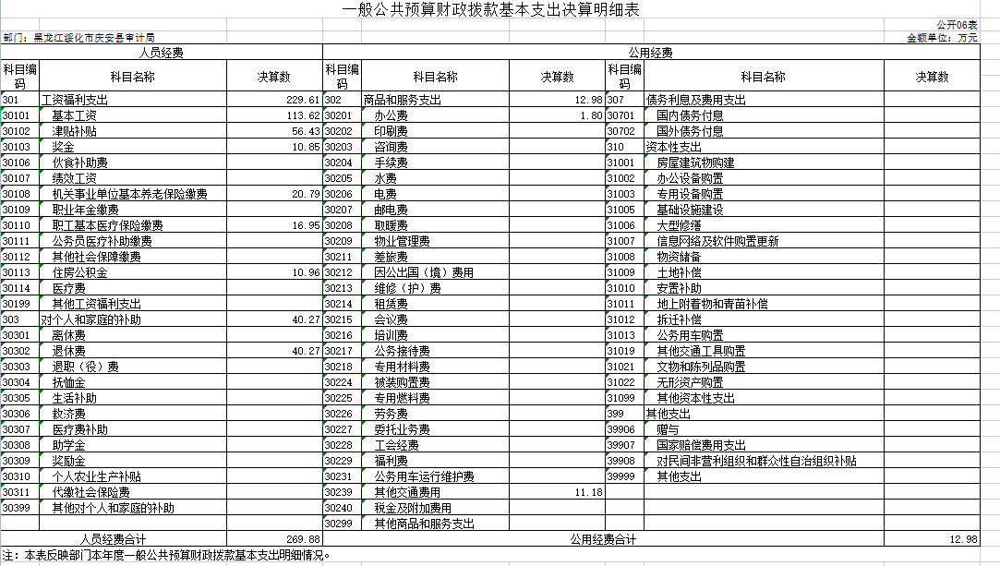 一般公共预算财政拨款基本支出决算明细表
公开06表
部门：黑龙江绥化市庆安县审计局 金额单位：万元
人员经费 公用经费
科目编码 科目名称 决算数 科目编码 科目名称 决算数 科目编码 科目名称 决算数
301 工资福利支出 229.61 302 商品和服务支出 12.98 307 债务利息及费用支出
30101 基本工资 113.62 30201 办公费 1.80 30701 国内债务付息
30102 津贴补贴 56.43 30202 印刷费 30702 国外债务付息
30103 奖金 10.85 30203 咨询费 310 资本性支出
30106 伙食补助费 30204 手续费 31001 房屋建筑物购建
30107 绩效工资 30205 水费 31002 办公设备购置
30108 机关事业单位基本养老保险缴费 20.79 30206 电费 31003 专用设备购置
30109 职业年金缴费 30207 邮电费 31005 基础设施建设
30110 职工基本医疗保险缴费 16.95 30208 取暖费 31006 大型修缮
30111 公务员医疗补助缴费 30209 物业管理费 31007 信息网络及软件购置更新
30112 其他社会保障缴费 30211 差旅费 31008 物资储备
30113 住房公积金 10.96 30212 因公出国（境）费用 31009 土地补偿
30114 医疗费 30213 维修（护）费 31010 安置补助
30199 其他工资福利支出 30214 租赁费 31011 地上附着物和青苗补偿
303 对个人和家庭的补助 40.27 30215 会议费 31012 拆迁补偿
30301 离休费 30216 培训费 31013 公务用车购置
30302 退休费 40.27 30217 公务接待费 31019 其他交通工具购置
30303 退职（役）费 30218 专用材料费 31021 文物和陈列品购置
30304 抚恤金 30224 被装购置费 31022 无形资产购置
30305 生活补助 30225 专用燃料费 31099 其他资本性支出
30306 救济费 30226 劳务费 399 其他支出
30307 医疗费补助 30227 委托业务费 39906 赠与
30308 助学金 30228 工会经费 39907 国家赔偿费用支出
30309 奖励金 30229 福利费 39908 对民间非营利组织和群众性自治组织补贴
30310 个人农业生产补贴 30231 公务用车运行维护费 39999 其他支出
30311 代缴社会保险费 30239 其他交通费用 11.18
30399 其他对个人和家庭的补助 30240 税金及附加费用
30299 其他商品和服务支出
人员经费合计 269.88 公用经费合计 12.98
注：本表反映部门本年度一般公共预算财政拨款基本支出明细情况。